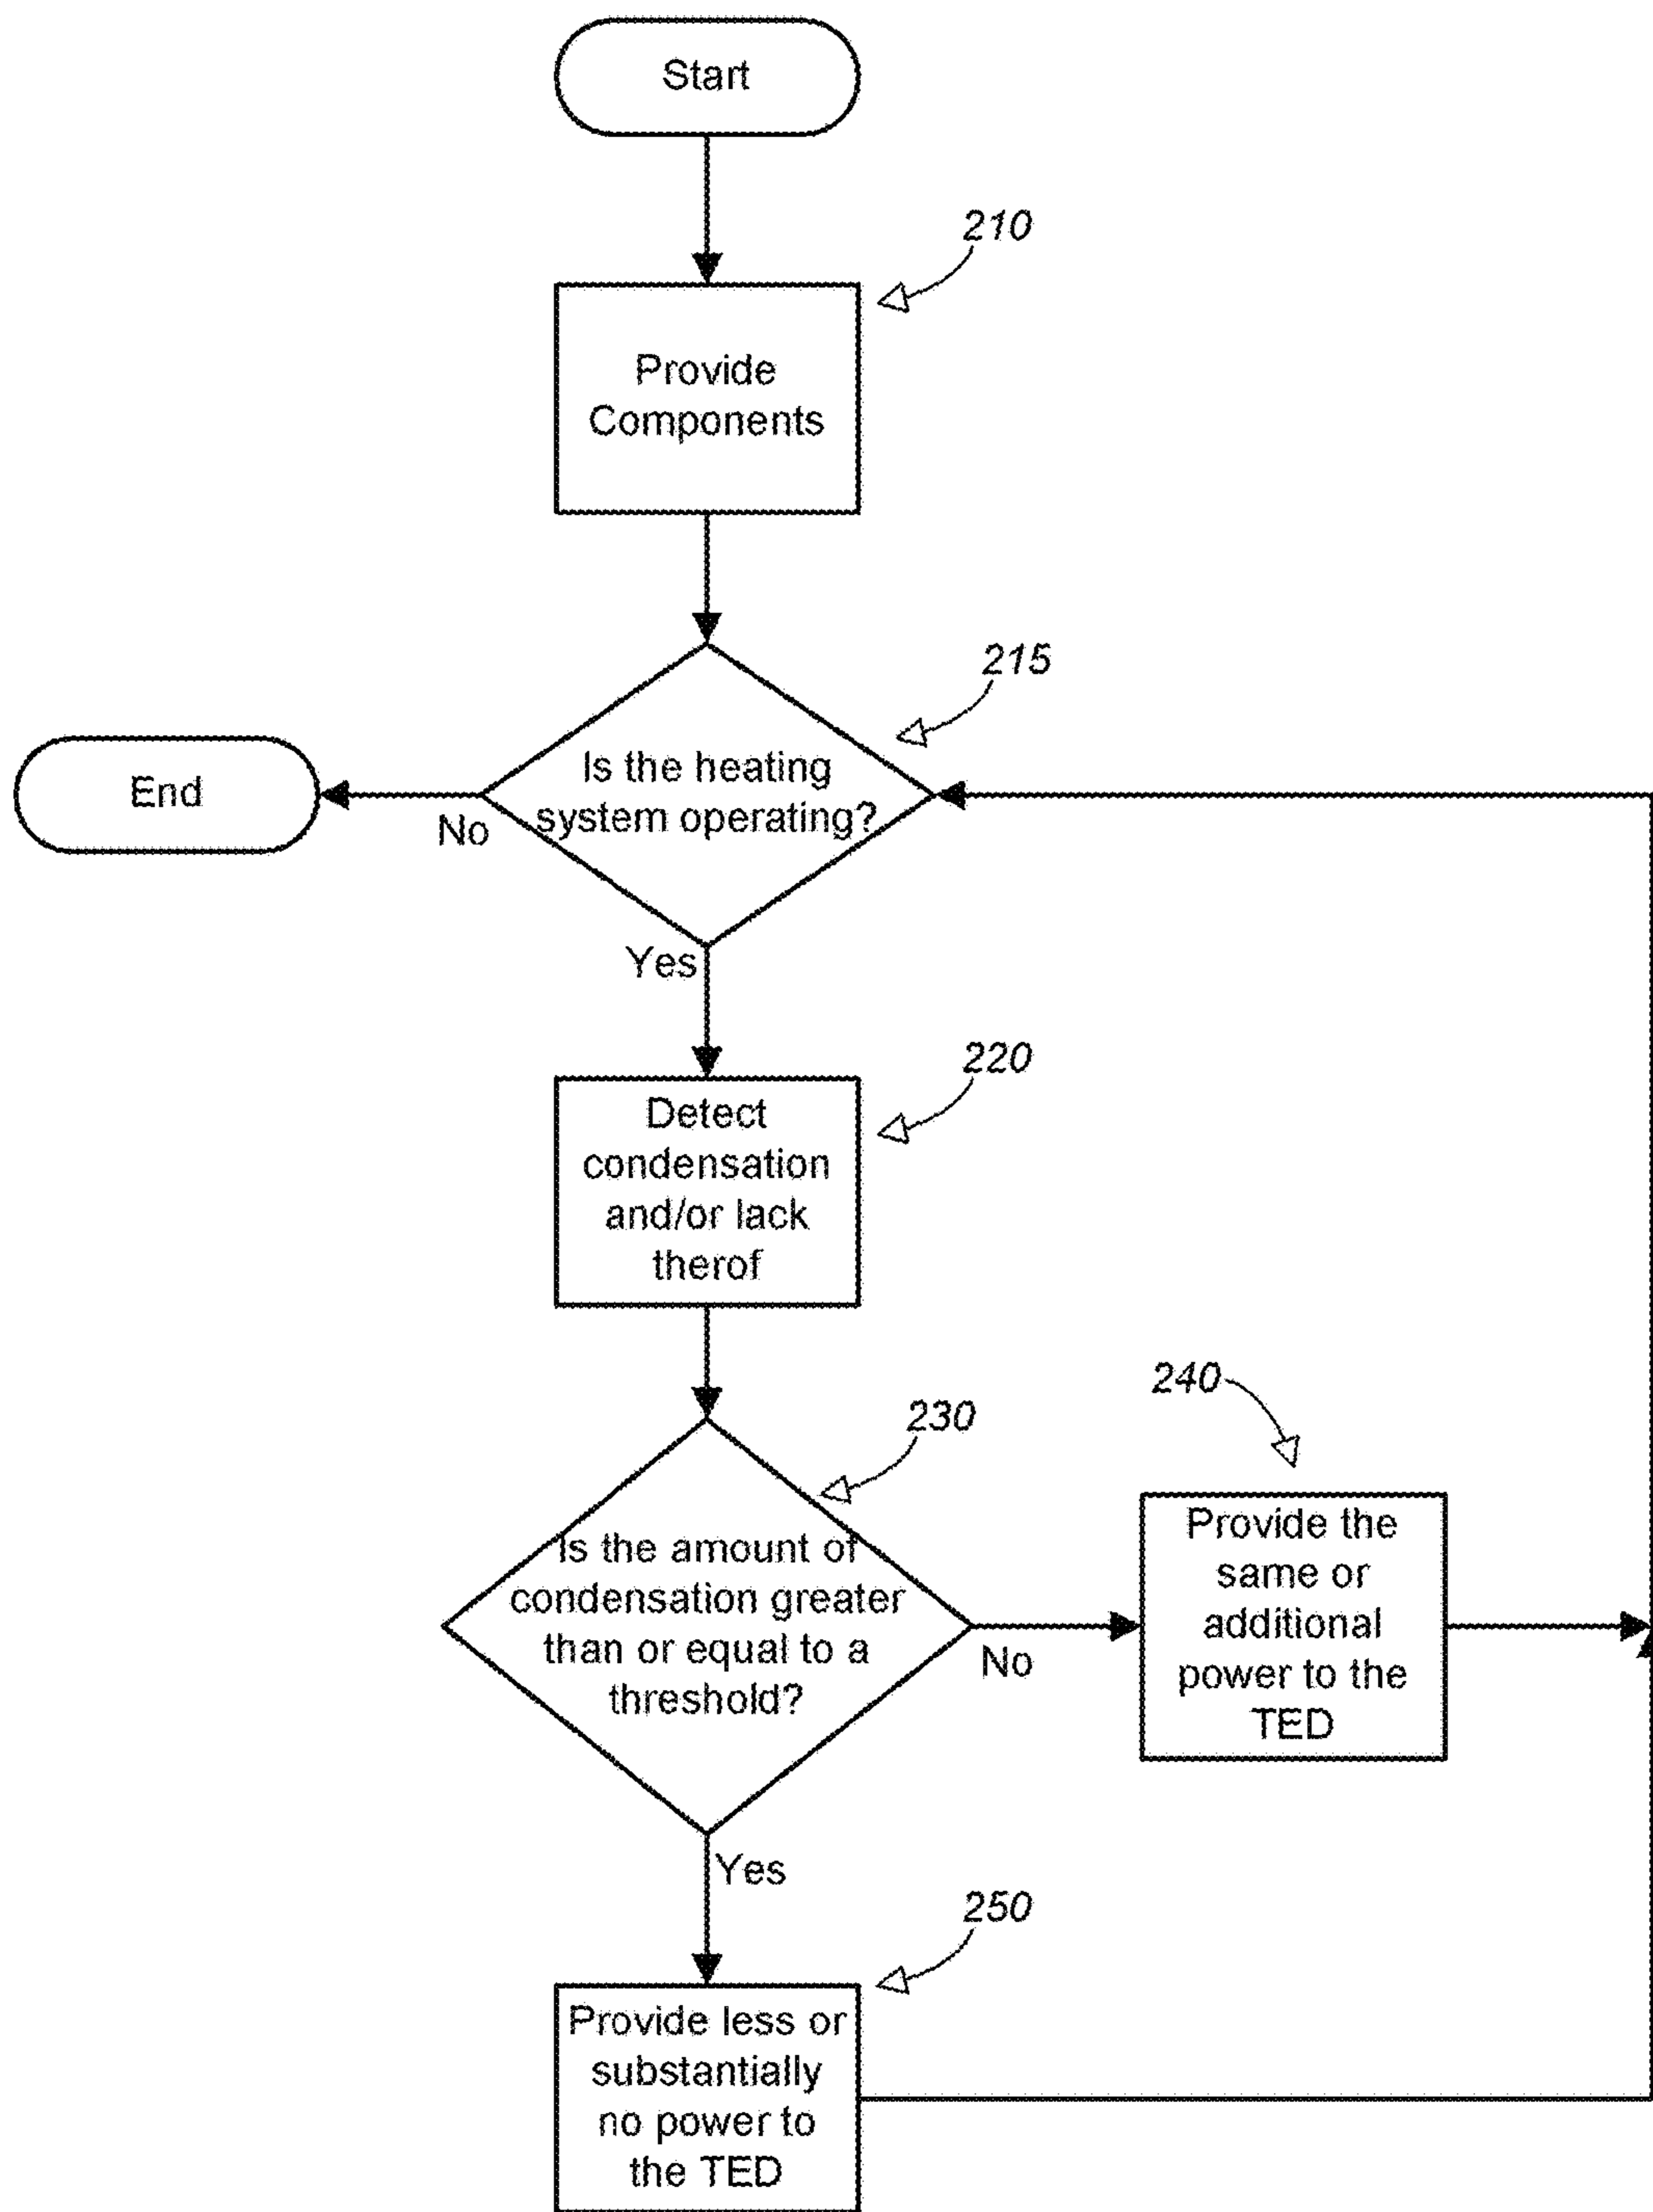 Start
210
Provide
Components
215
Is the heating
system operating?
End
No
Yes
220
Detect
condensation
and/or lack
therof
230
Is the amount of
condensation greater
than or equal to a
threshold?
No
240
Provide the
same or
additional
power to the
TED
Yes
250
Provide less or
substantially
no power to
the TED